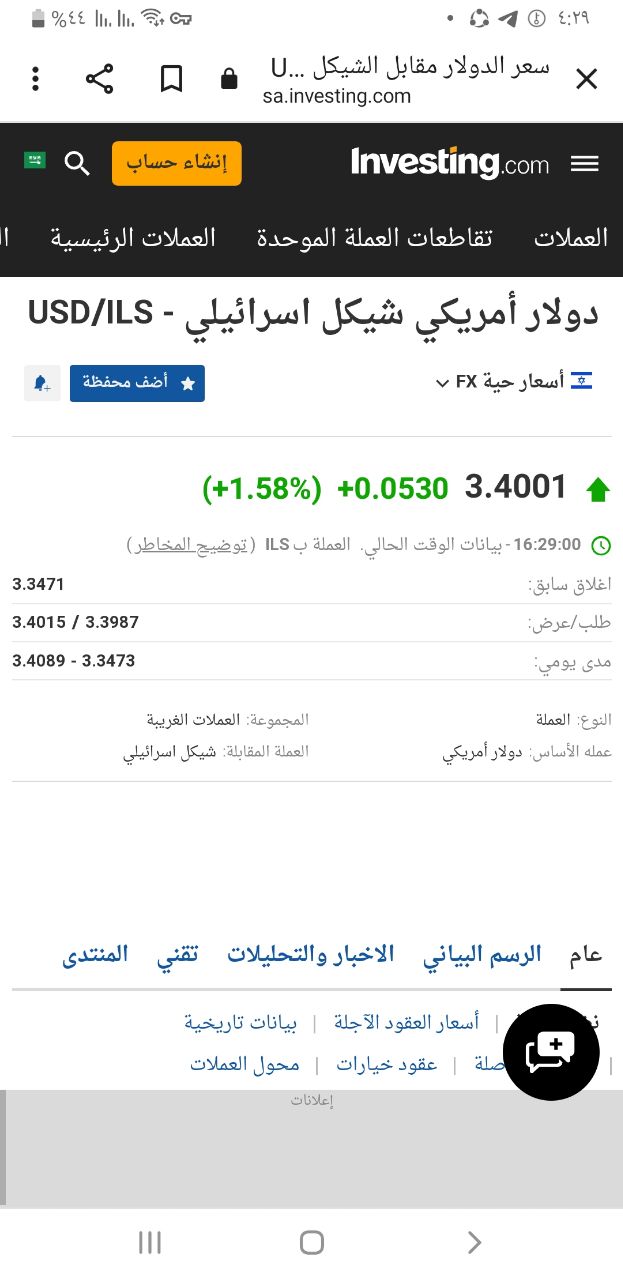 ٤:٢٩ %٤٤
سعر الدولار مقابل الشيكل ...U
sa.investing.com
Investing.com إنشاء حساب
العملات تقاطعات العملة الموحدة العملات الرئيسية ال
دولار أمريكي شيكل اسرائيلي - USD/ILS
أسعار حية FX أضف محفظة
3.4001 +0.0530 (+1.58%)
16:29:00 - بيانات الوقت الحالي. العملة ب ILS (توضيح المخاطر)
اغلاق سابق: 3.3471
طلب/عرض: 3.4015 / 3.3987
مدى يومي: 3.4089 - 3.3473
النوع: العملة المجموعة: العملات الغريبة
عمله الأساس: دولار أمريكي العملة المقابلة: شيكل اسرائيلي
عام الرسم البياني الاخبار والتحليلات تقني المنتدى
| أسعار العقود الآجلة | بيانات تاريخية
| صلة | عقود خيارات | محول العملات
إعلانات